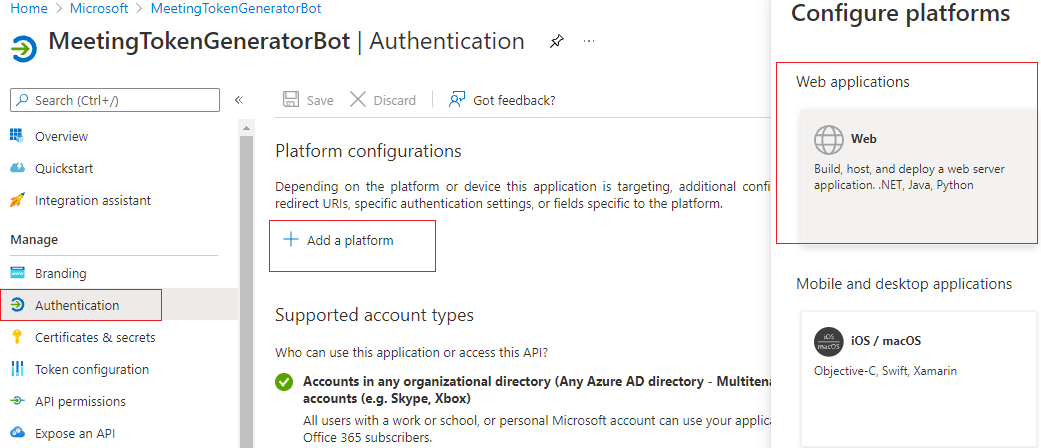 Home > Microsoft > MeetingTokenGeneratorBot
MeetingTokenGeneratorBot | Authentication
Search (Ctrl+/)
Overview
Quickstart
Integration assistant
Manage
Branding
Authentication
Certificates & secrets
Token configuration
API permissions
Expose an API
Save Discard Got feedback?
Platform configurations
Depending on the platform or device this application is targeting, additional confi
redirect URIs, specific authentication settings, or fields specific to the platform.
Add a platform
Supported account types
Who can use this application or access this API?
Accounts in any organizational directory (Any Azure AD directory - Multitena
accounts (e.g. Skype, Xbox)
All users with a work or school, or personal Microsoft account can use your applica
Office 365 subscribers.
Configure platforms
Web applications
Web
Build, host, and deploy a web server
application. .NET, Java, Python
Mobile and desktop applications
iOS
macOS
iOS / macOS
Objective-C, Swift, Xamarin